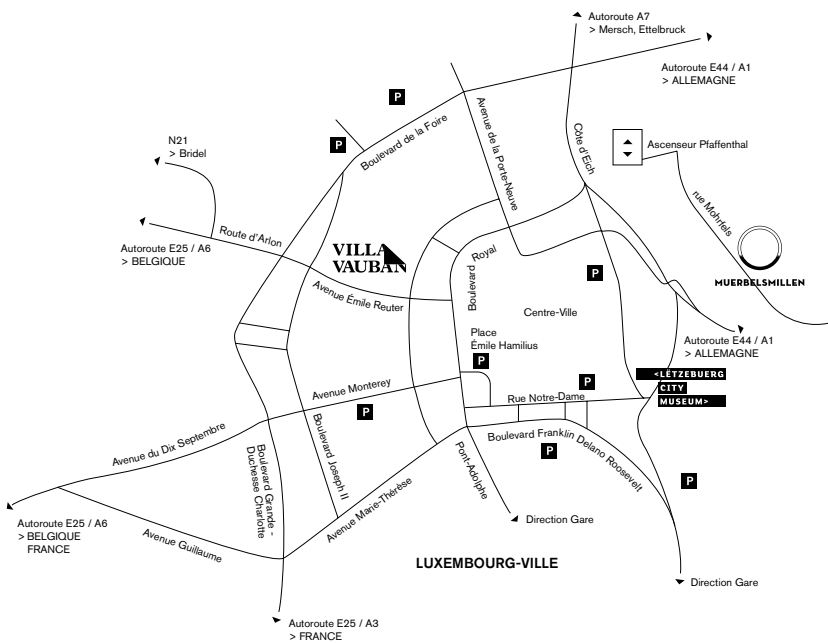 Autoroute A7
> Mersch, Ettelbruck
Autoroute E44 / A1
> ALLEMAGNE
P
P
Boulevard de la Foire
Avenue de la Porte-Neuve
Côte d'Eich
Ascenseur Pfaffenthal
rue Mohrfels
MUERBELSMILLEN
N21
> Bridel
Autoroute E25 / A6
> BELGIQUE
Route d'Arlon
VILLA
VAUBAN
Avenue Émile Reuter
Boulevard
Royal
P
Centre-Ville
Place
Émile Hamilius
P
Autoroute E44 / A1
> ALLEMAGNE
<LËTZEBUERG
CITY
MUSEUM>
P
Rue Notre-Dame
Avenue Monterey
P
Boulevard Joseph II
Avenue du Dix Septembre
Boulevard Grande -
Duchesse Charlotte
Boulevard Franklin Delano Roosevelt
P
P
Pont-Adolphe
Avenue Marie-Thérèse
Direction Gare
Autoroute E25 / A6
> BELGIQUE
FRANCE
Avenue Guillaume
LUXEMBOURG-VILLE
Direction Gare
Autoroute E25 / A3
> FRANCE